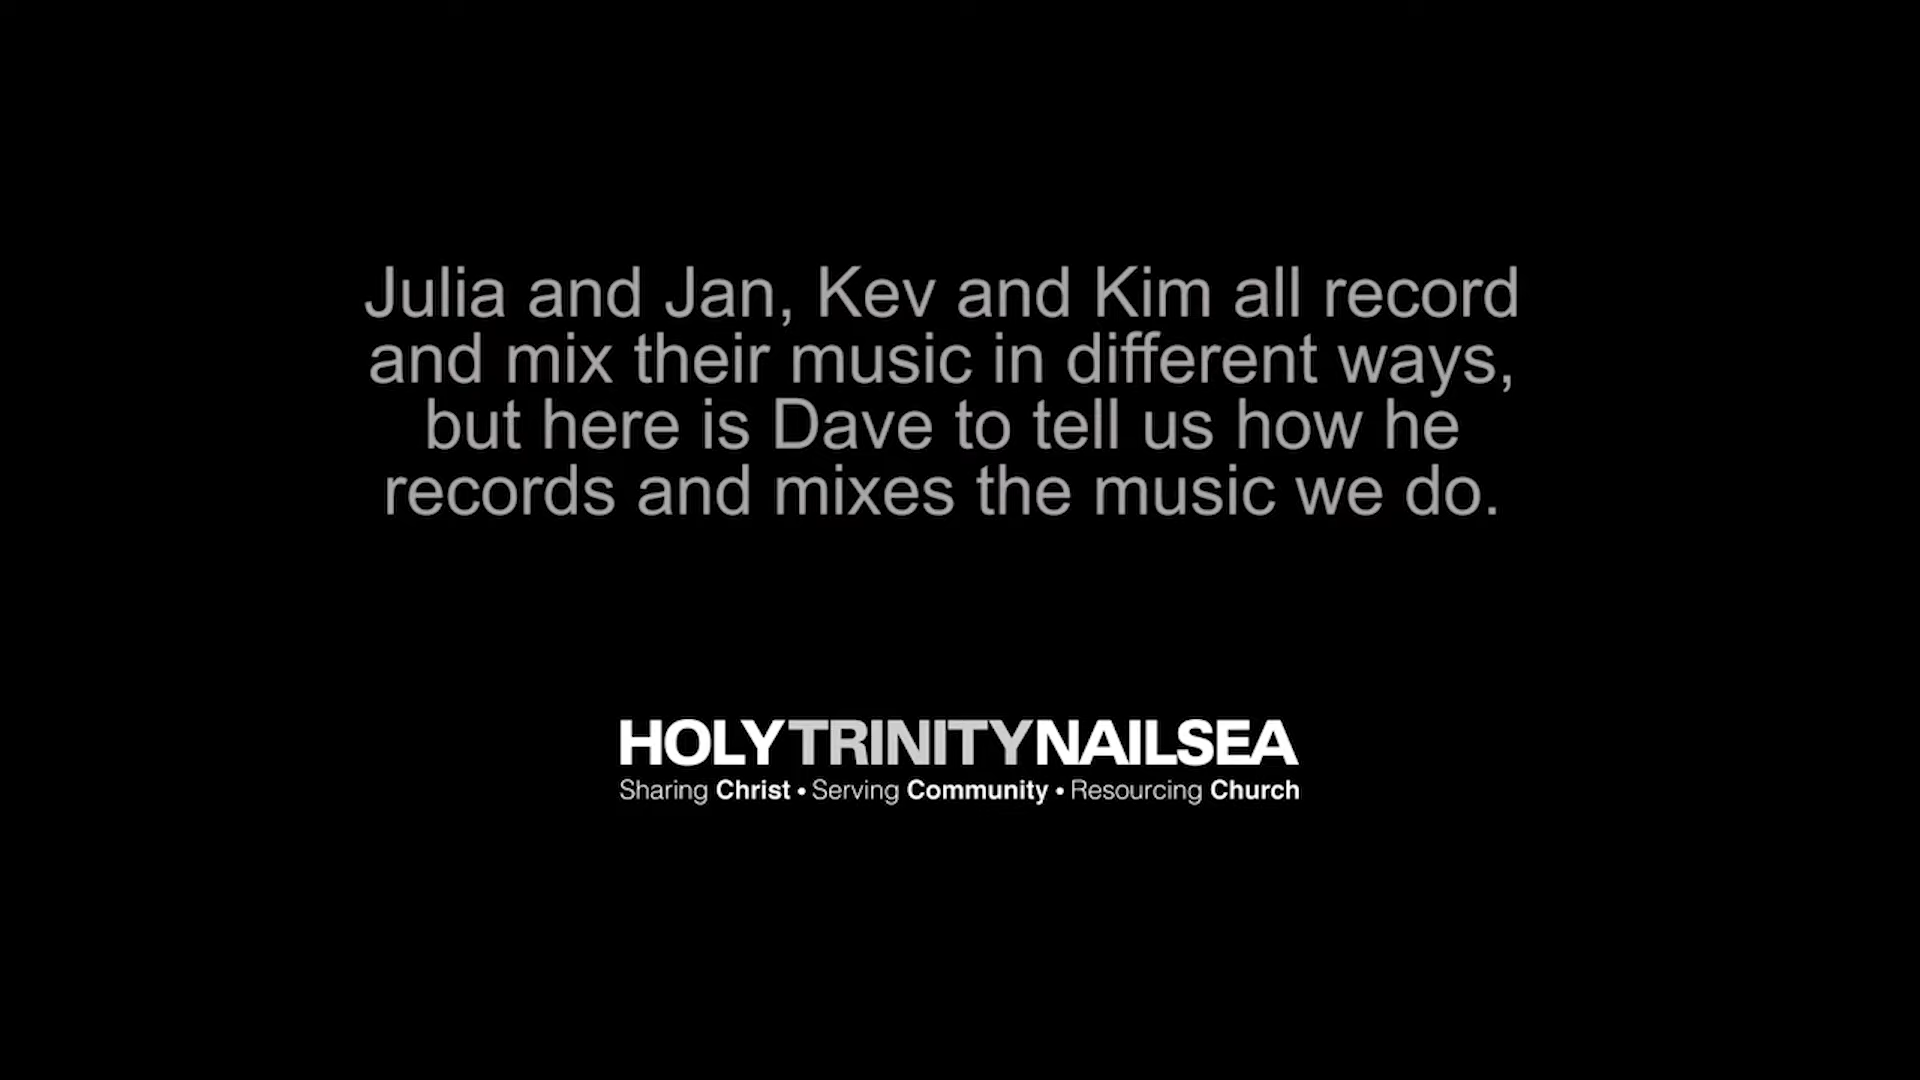 Julia and Jan, Kev and Kim all record
and mix their music in different ways,
but here is Dave to tell us how he
records and mixes the music we do.
HOLYTRINITYNAILSEA
Sharing Christ • Serving Community • Resourcing Church